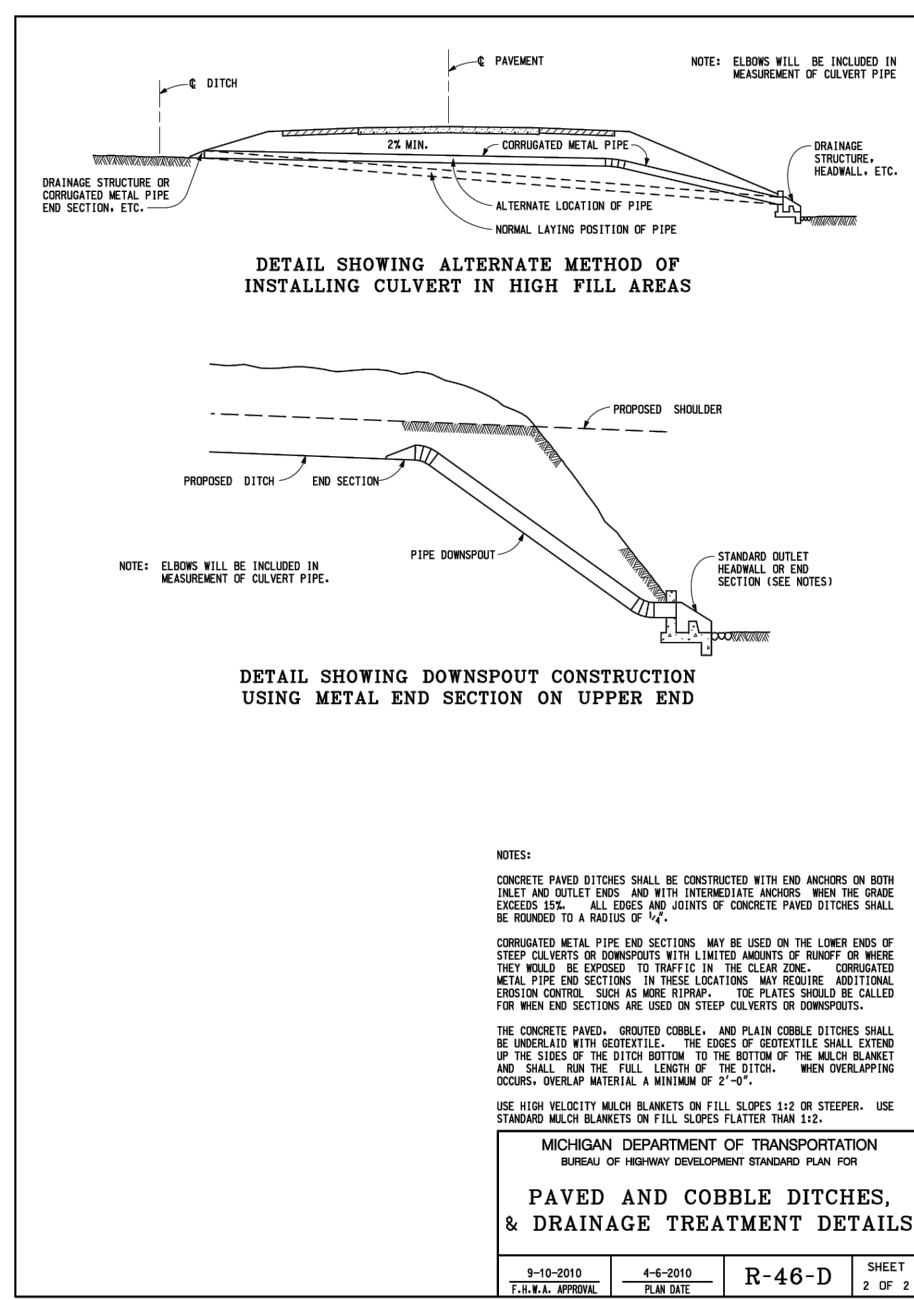 NOTE: ELBOWS WILL BE INCLUDED IN
MEASUREMENT OF CULVERT PIPE
℄ PAVEMENT
℄ DITCH
2% MIN.
CORRUGATED METAL PIPE
DRAINAGE
STRUCTURE,
HEADWALL, ETC.
DRAINAGE STRUCTURE OR
CORRUGATED METAL PIPE
END SECTION, ETC.
ALTERNATE LOCATION OF PIPE
NORMAL LAYING POSITION OF PIPE
DETAIL SHOWING ALTERNATE METHOD OF
INSTALLING CULVERT IN HIGH FILL AREAS
PROPOSED SHOULDER
PROPOSED DITCH
END SECTION
PIPE DOWNSPOUT
NOTE: ELBOWS WILL BE INCLUDED IN
MEASUREMENT OF CULVERT PIPE.
STANDARD OUTLET
HEADWALL OR END
SECTION (SEE NOTES)
DETAIL SHOWING DOWNSPOUT CONSTRUCTION
USING METAL END SECTION ON UPPER END
NOTES:
CONCRETE PAVED DITCHES SHALL BE CONSTRUCTED WITH END ANCHORS ON BOTH
INLET AND OUTLET ENDS AND WITH INTERMEDIATE ANCHORS WHEN THE GRADE
EXCEEDS 15%. ALL EDGES AND JOINTS OF CONCRETE PAVED DITCHES SHALL
BE ROUNDED TO A RADIUS OF 1/4".
CORRUGATED METAL PIPE END SECTIONS MAY BE USED ON THE LOWER ENDS OF
STEEP CULVERTS OR DOWNSPOUTS WITH LIMITED AMOUNTS OF RUNOFF OR WHERE
THEY WOULD BE EXPOSED TO TRAFFIC IN THE CLEAR ZONE. CORRUGATED
METAL PIPE END SECTIONS IN THESE LOCATIONS MAY REQUIRE ADDITIONAL
EROSION CONTROL SUCH AS MORE RIPRAP. TOE PLATES SHOULD BE CALLED
FOR WHEN END SECTIONS ARE USED ON STEEP CULVERTS OR DOWNSPOUTS.
THE CONCRETE PAVED, GROUTED COBBLE, AND PLAIN COBBLE DITCHES SHALL
BE UNDERLAID WITH GEOTEXTILE. THE EDGES OF GEOTEXTILE SHALL EXTEND
UP THE SIDES OF THE DITCH BOTTOM TO THE BOTTOM OF THE MULCH BLANKET
AND SHALL RUN THE FULL LENGTH OF THE DITCH. WHEN OVERLAPPING
OCCURS, OVERLAP MATERIAL A MINIMUM OF 2'-0".
USE HIGH VELOCITY MULCH BLANKETS ON FILL SLOPES 1:2 OR STEEPER. USE
STANDARD MULCH BLANKETS ON FILL SLOPES FLATTER THAN 1:2.
MICHIGAN DEPARTMENT OF TRANSPORTATION
BUREAU OF HIGHWAY DEVELOPMENT STANDARD PLAN FOR
PAVED AND COBBLE DITCHES,
& DRAINAGE TREATMENT DETAILS
9-10-2010
F.H.W.A. APPROVAL
4-6-2010
PLAN DATE
R-46-D
SHEET
2 OF 2